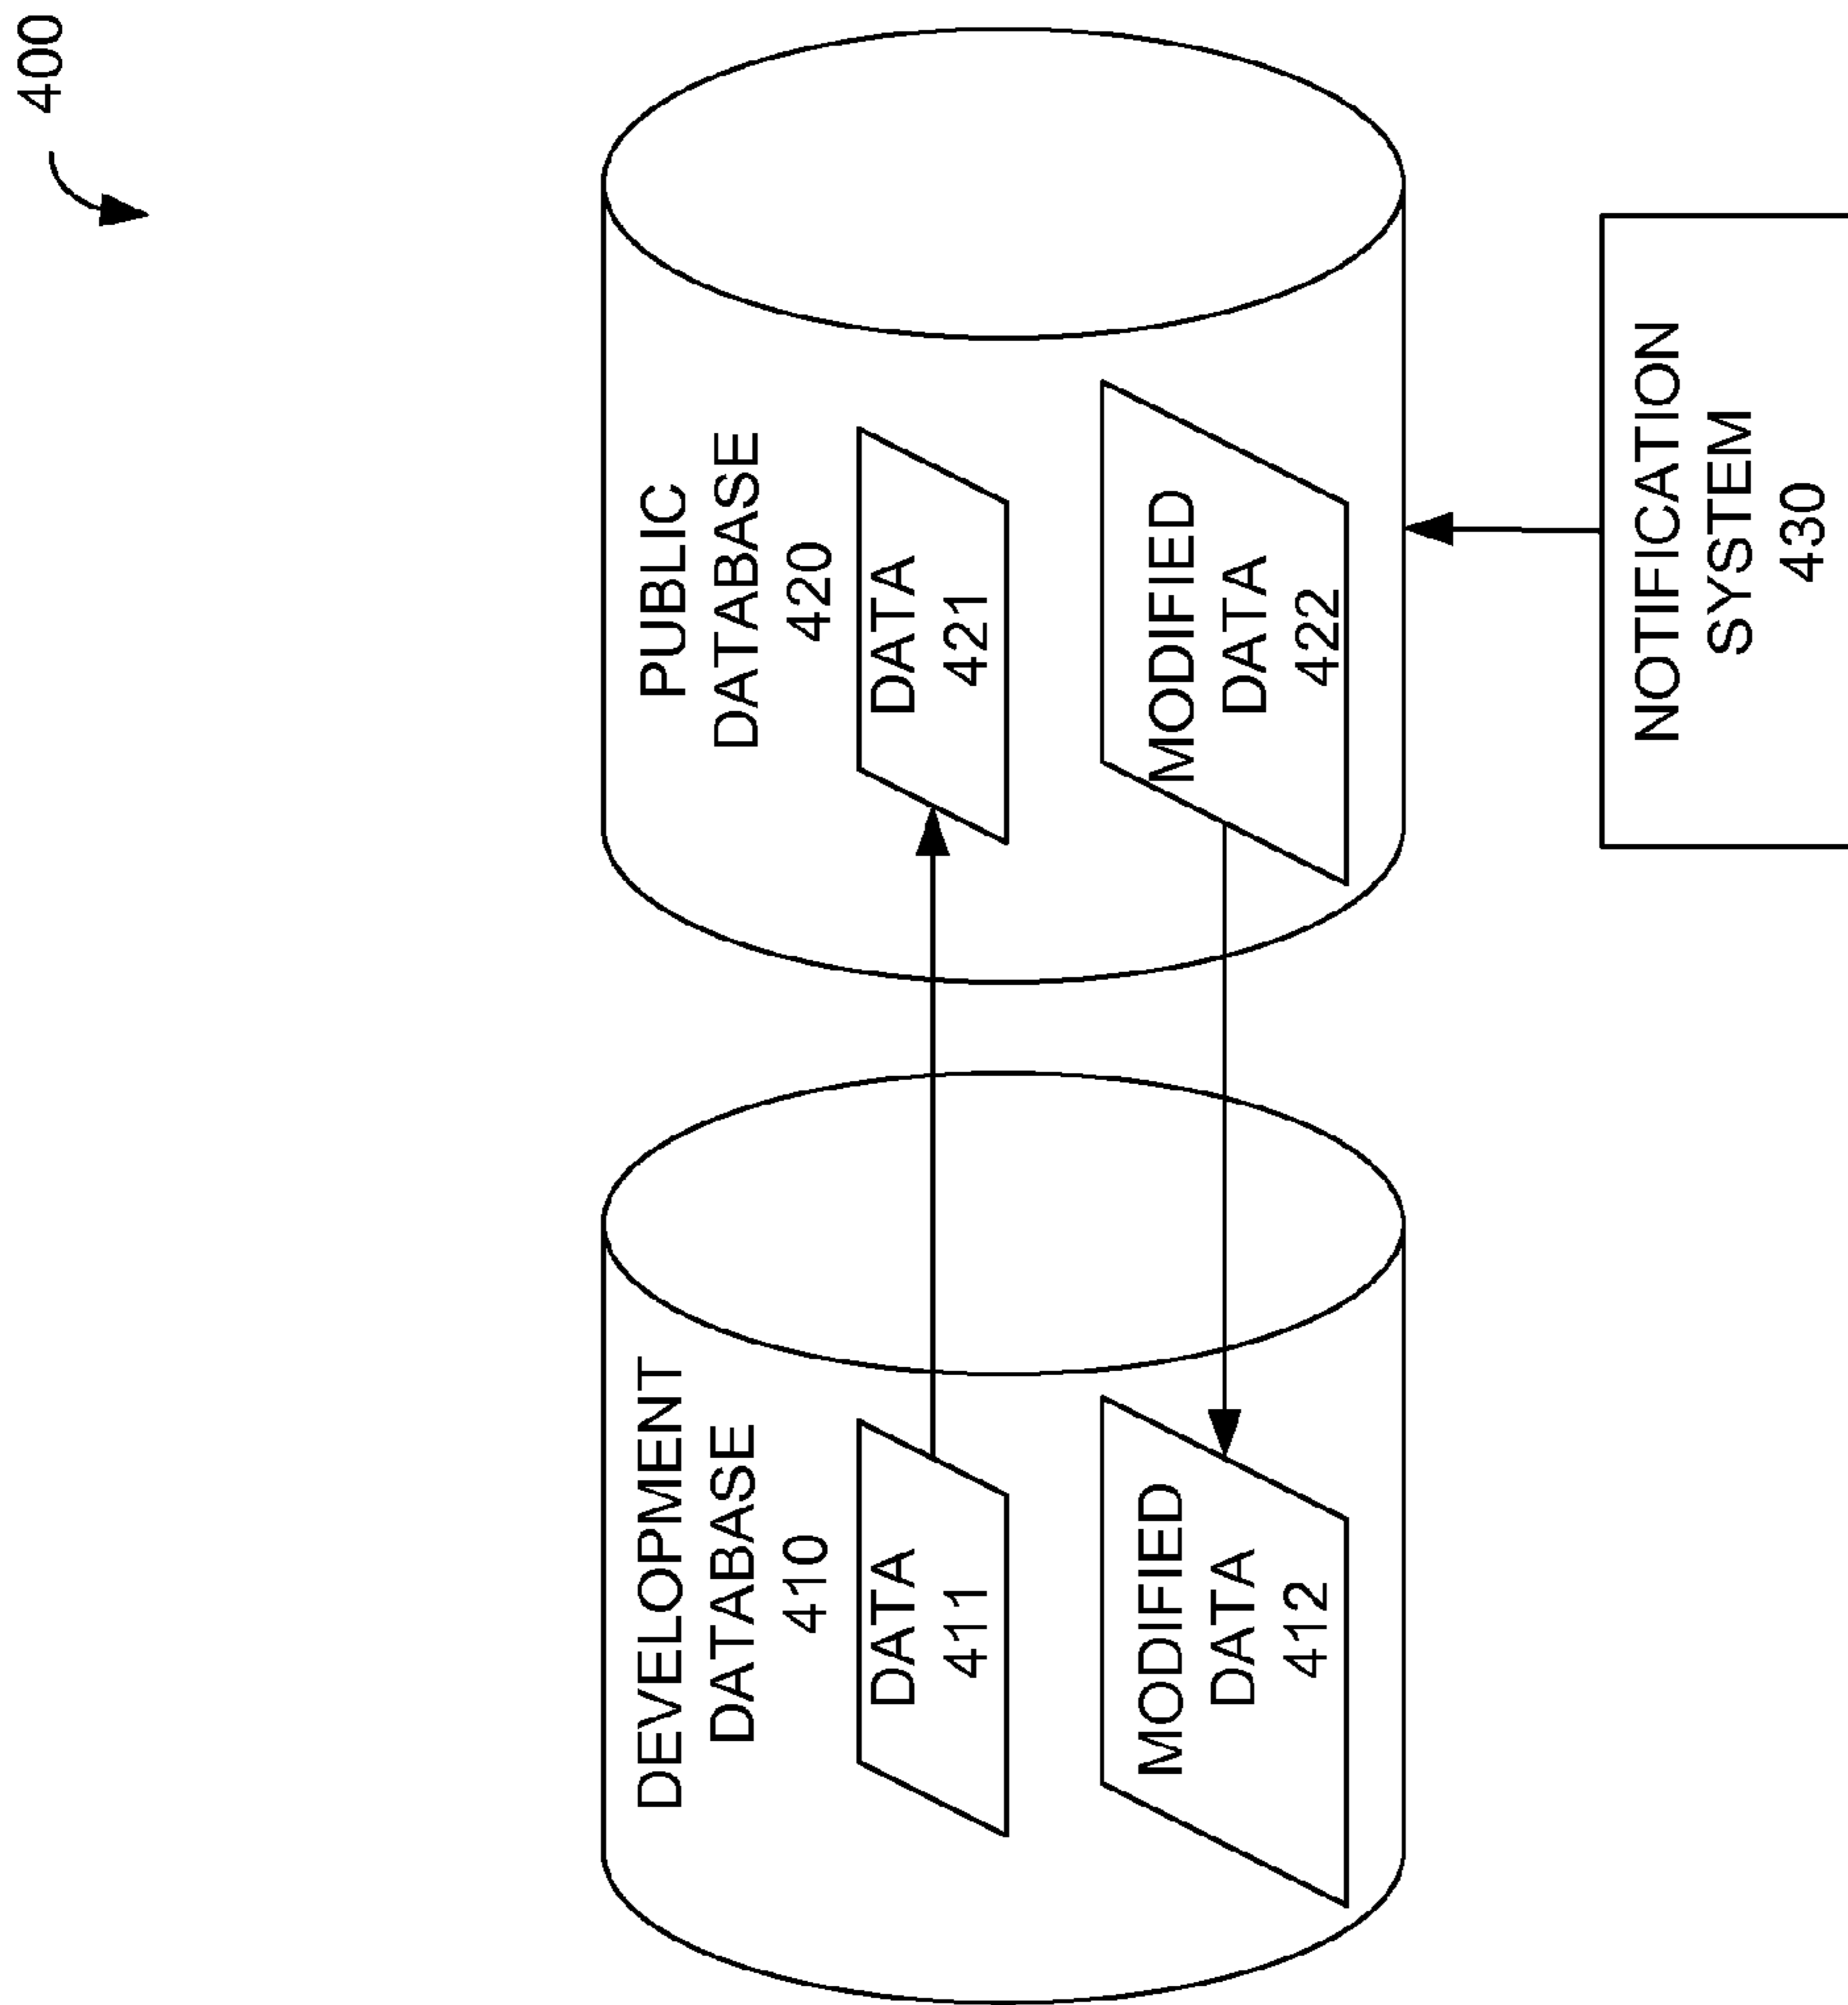 400
DEVELOPMENT
DATABASE
410
DATA
411
MODIFIED
DATA
412
PUBLIC
DATABASE
420
DATA
421
MODIFIED
DATA
422
NOTIFICATION
SYSTEM
430